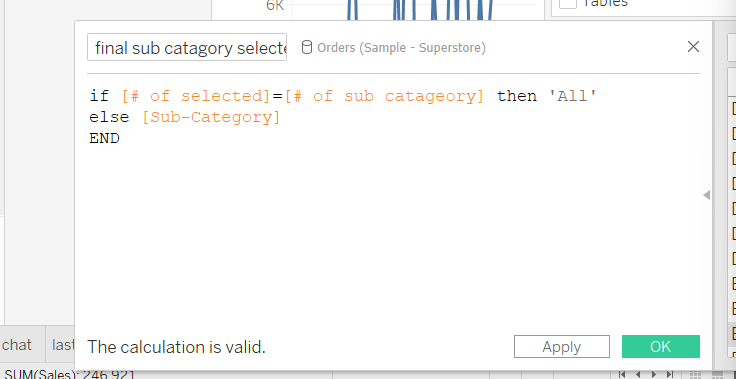 6K
Tables
final sub catagory selecte
Orders (Sample - Superstore)
if [# of selected]=[# of sub catageory] then 'All'
else [Sub-Category]
END
The calculation is valid.
Apply
OK
chat
last
SUM(Sales): 246,921